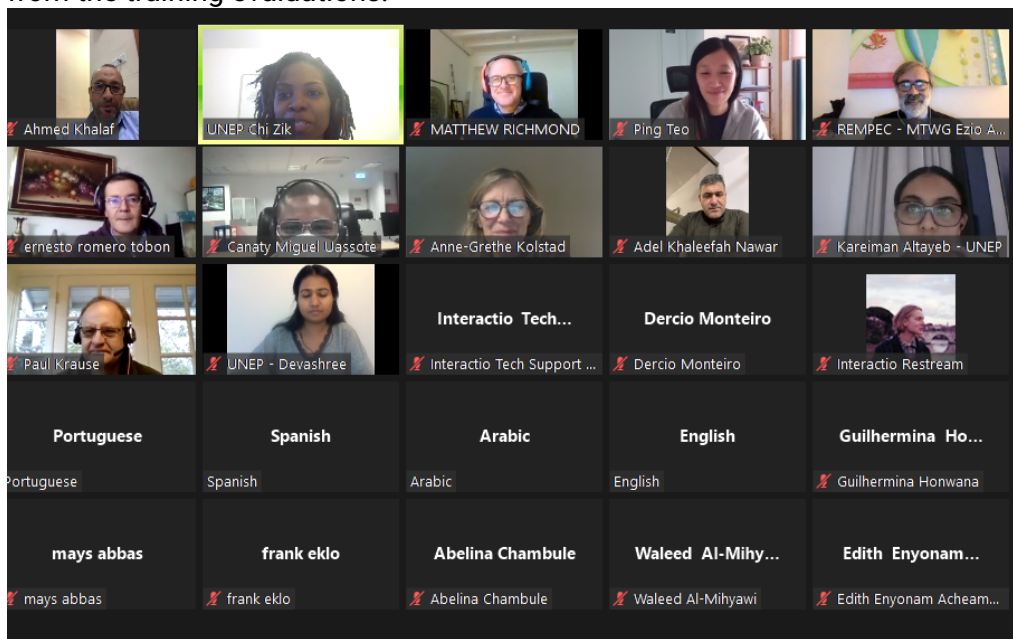 from the training evaluations.
Ahmed Khalaf
UNEP Chi Zik
MATTHEW RICHMOND
Ping Teo
REMPEC - MTWG Ezio A...
ernesto romero tobon
Canaty Miguel Uassote
Anne-Grethe Kolstad
Adel Khaleefah Nawar
Kareiman Altayeb - UNEP
Paul Krause
UNEP - Devashree
Interactio Tech...
Interactio Tech Support ...
Dercio Monteiro
Dercio Monteiro
Interactio Restream
Portuguese
Portuguese
Spanish
Spanish
Arabic
Arabic
English
English
Guilhermina Ho...
Guilhermina Honwana
mays abbas
mays abbas
frank eklo
frank eklo
Abelina Chambule
Abelina Chambule
Waleed Al-Mihy...
Waleed Al-Mihyawi
Edith Enyonam...
Edith Enyonam Acheam...